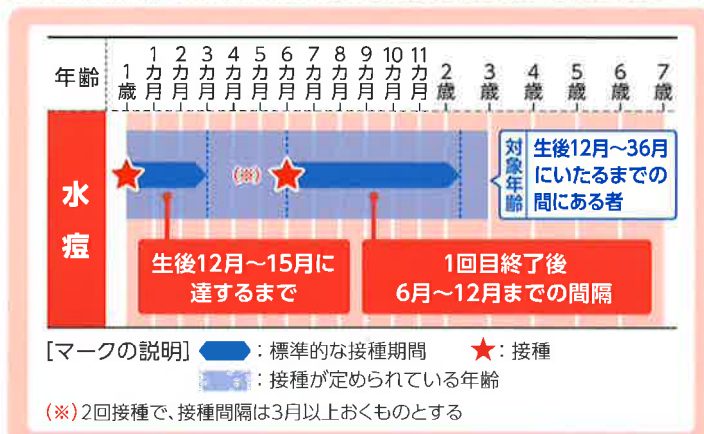 年齢 1歳 1カ月 2カ月 3カ月 4カ月 5カ月 6カ月 7カ月 8カ月 9カ月 10カ月 11カ月 2歳 3歳 4歳 5歳 6歳 7歳
水痘
(※)
対象年齢
生後12月～36月
にいたるまでの
間にある者
生後12月～15月に
達するまで
1回目終了後
6月～12月までの間隔
[マークの説明] :標準的な接種期間 ★:接種
:接種が定められている年齢
(※)2回接種で、接種間隔は3月以上おくものとする